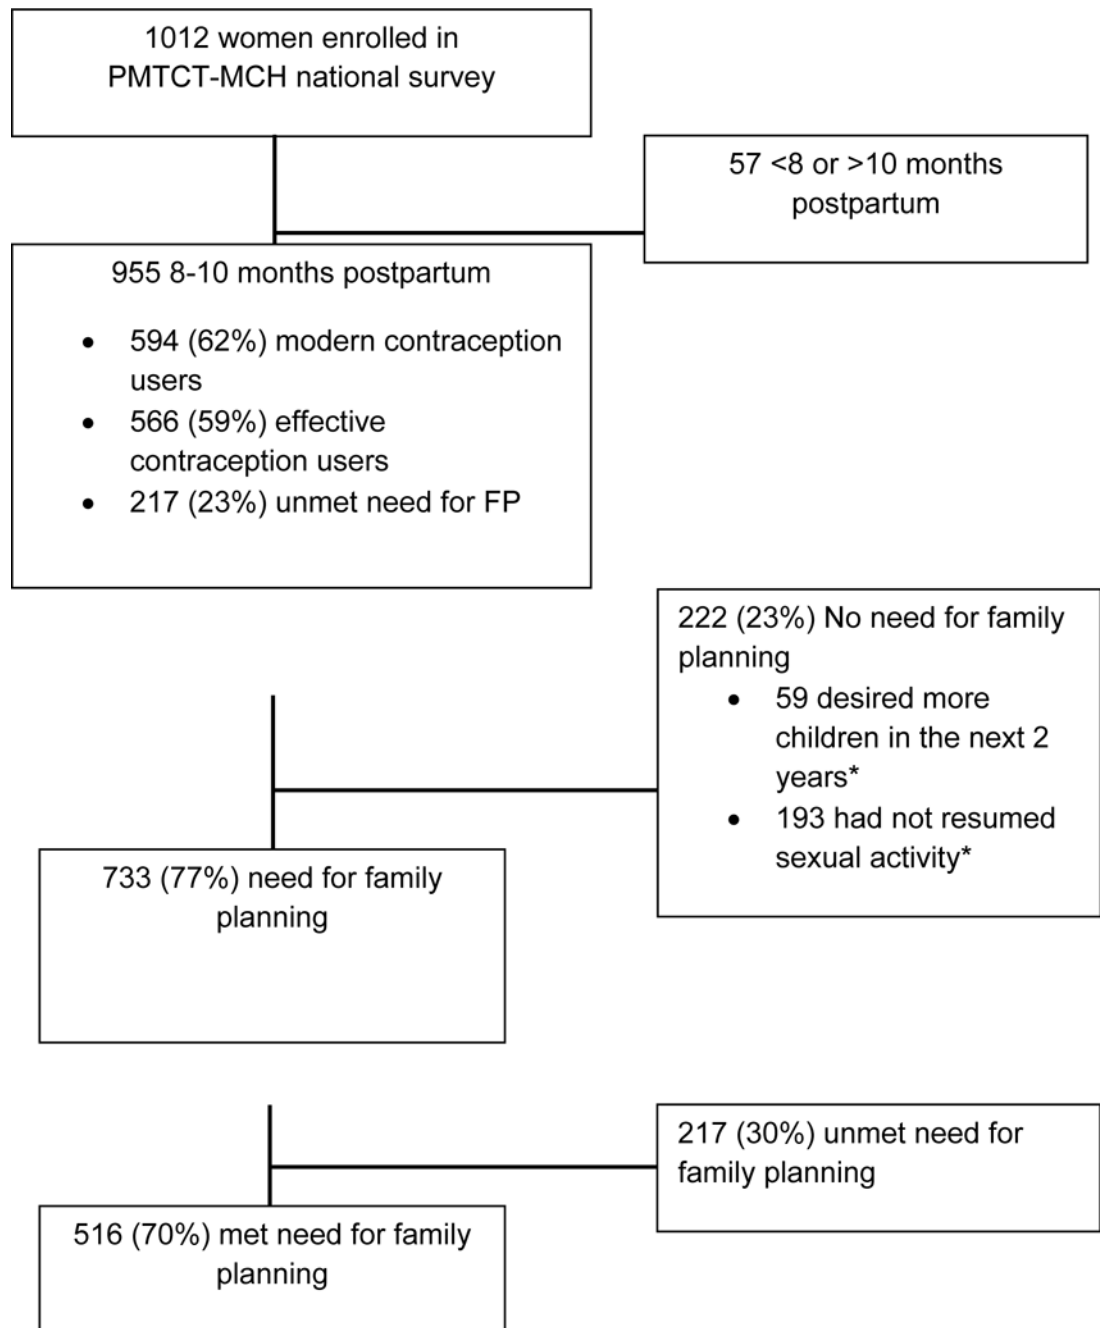 1012 women enrolled in
PMTCT-MCH national survey
57 <8 or >10 months
postpartum
955 8-10 months postpartum
• 594 (62%) modern contraception
users
• 566 (59%) effective
contraception users
• 217 (23%) unmet need for FP
222 (23%) No need for family
planning
• 59 desired more
children in the next 2
years*
• 193 had not resumed
sexual activity*
733 (77%) need for family
planning
217 (30%) unmet need for
family planning
516 (70%) met need for family
planning